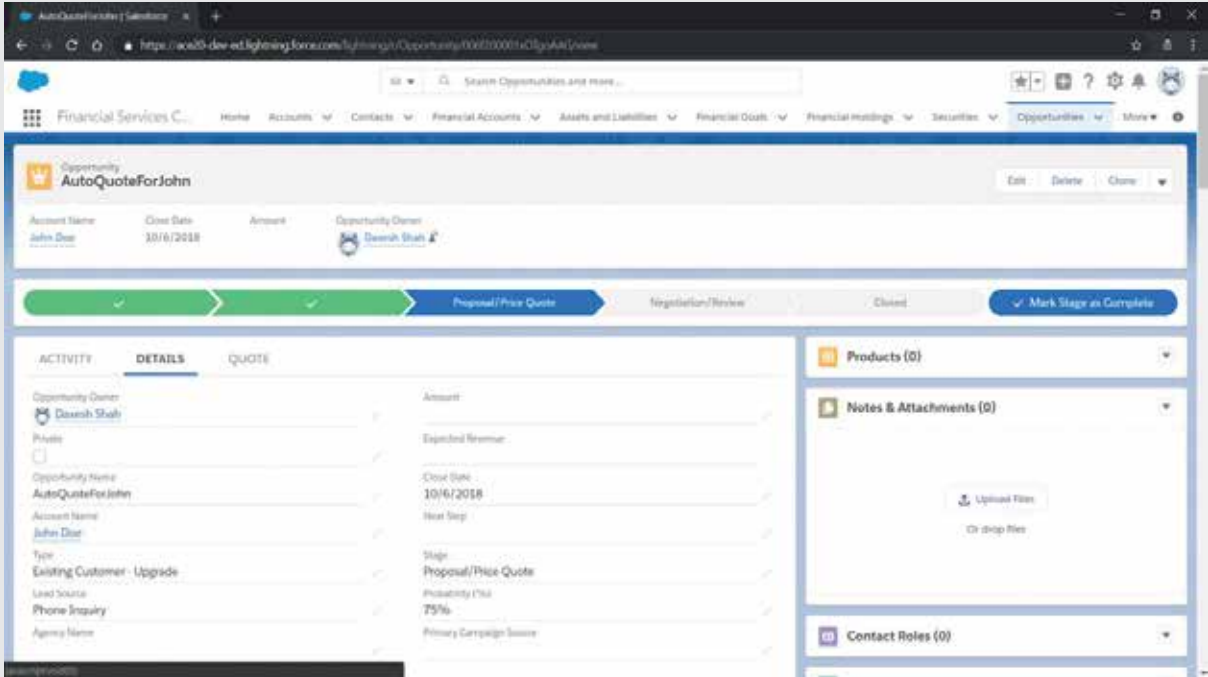 AutoQuoteForJohn | Salesforce
Search Opportunities and more...
Financial Services C... Home Accounts Contacts Financial Accounts Assets and Liabilities Financial Goals Financial Holdings Securities Opportunities More
Opportunity
AutoQuoteForJohn
Edit Delete Clone
Account Name Close Date Amount Opportunity Owner
John Doe 10/6/2018 Shah
Proposal/Price Quote Negotiation/Review Closed Mark Stage as Complete
ACTIVITY DETAILS QUOTE
Opportunity Owner Amount
Shah
Private Expected Revenue
Opportunity Name Close Date
AutoQuoteForJohn 10/6/2018
Account Name Next Step
John Doe
Type Stage
Existing Customer - Upgrade Proposal/Price Quote
Lead Source Probability (%)
Phone Inquiry 75%
Agency Name Primary Campaign Source
Products (0)
Notes & Attachments (0)
Upload Files
Or drop files
Contact Roles (0)